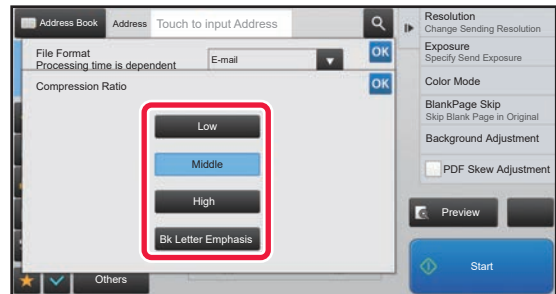 Address Book
Address
Touch to input Address
File Format
Processing time is dependent
E-mail
OK
Compression Ratio
OK
Low
Middle
High
Bk Letter Emphasis
Others
Resolution
Change Sending Resolution
Exposure
Specify Send Exposure
Color Mode
BlankPage Skip
Skip Blank Page in Original
Background Adjustment
PDF Skew Adjustment
Preview
Start